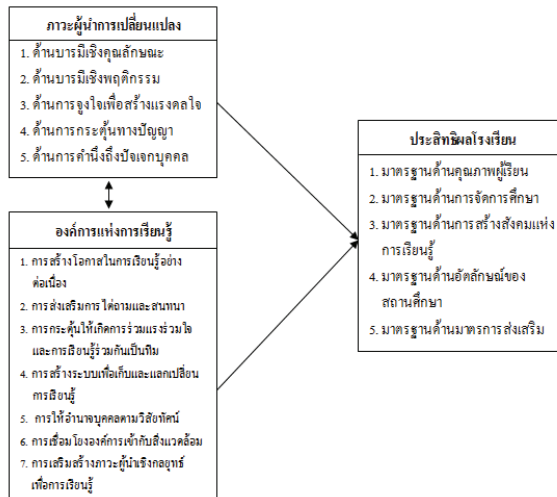 ภาวะผู้นำการเปลี่ยนแปลง
1. ด้านบารมีเชิงคุณลักษณะ
2. ด้านบารมีเชิงพฤติกรรม
3. ด้านการจูงใจเพื่อสร้างแรงดลใจ
4. ด้านการกระตุ้นทางปัญญา
5. ด้านการคำนึงถึงปัจเจกบุคคล
องค์การแห่งการเรียนรู้
1. การสร้างโอกาสในการเรียนรู้อย่าง
ต่อเนื่อง
2. การส่งเสริมการไต่ถามและสนทนา
3. การกระตุ้นให้เกิดการร่วมแรงร่วมใจ
และการเรียนรู้ร่วมกันเป็นทีม
4. การสร้างระบบเพื่อเก็บและแลกเปลี่ยน
การเรียนรู้
5. การให้อำนาจบุคคลตามวิสัยทัศน์
6. การเชื่อมโยงองค์การเข้ากับสิ่งแวดล้อม
7. การเสริมสร้างภาวะผู้นำเชิงกลยุทธ์
เพื่อการเรียนรู้
ประสิทธิผลโรงเรียน
1. มาตรฐานด้านคุณภาพผู้เรียน
2. มาตรฐานด้านการจัดการศึกษา
3. มาตรฐานด้านการสร้างสังคมแห่ง
การเรียนรู้
4. มาตรฐานด้านอัตลักษณ์ของ
สถานศึกษา
5. มาตรฐานด้านมาตรการส่งเสริม